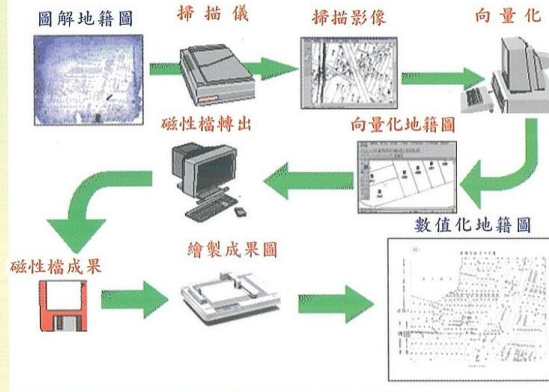 圖解地籍圖
掃描儀
掃描影像
向量化
磁性檔轉出
向量化地籍圖
數值化地籍圖
磁性檔成果
繪製成果圖